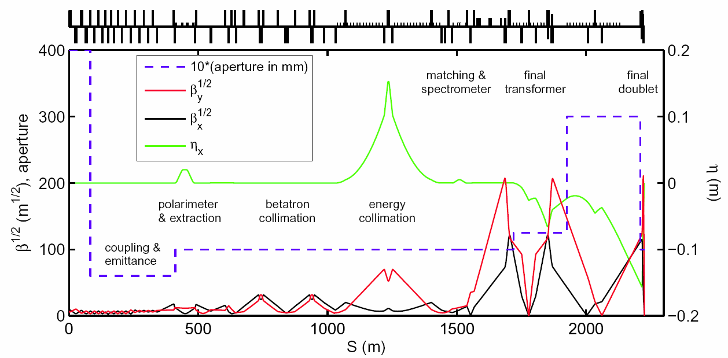 400
300
200
100
0
β^1/2 (m^1/2), aperture
0.2
0.1
0
−0.1
−0.2
η (m)
0
500
1000
1500
2000
S (m)
10*(aperture in mm)
β_y^1/2
β_x^1/2
η_x
matching &
spectrometer
final
transformer
final
doublet
polarimeter
& extraction
betatron
collimation
energy
collimation
coupling &
emittance